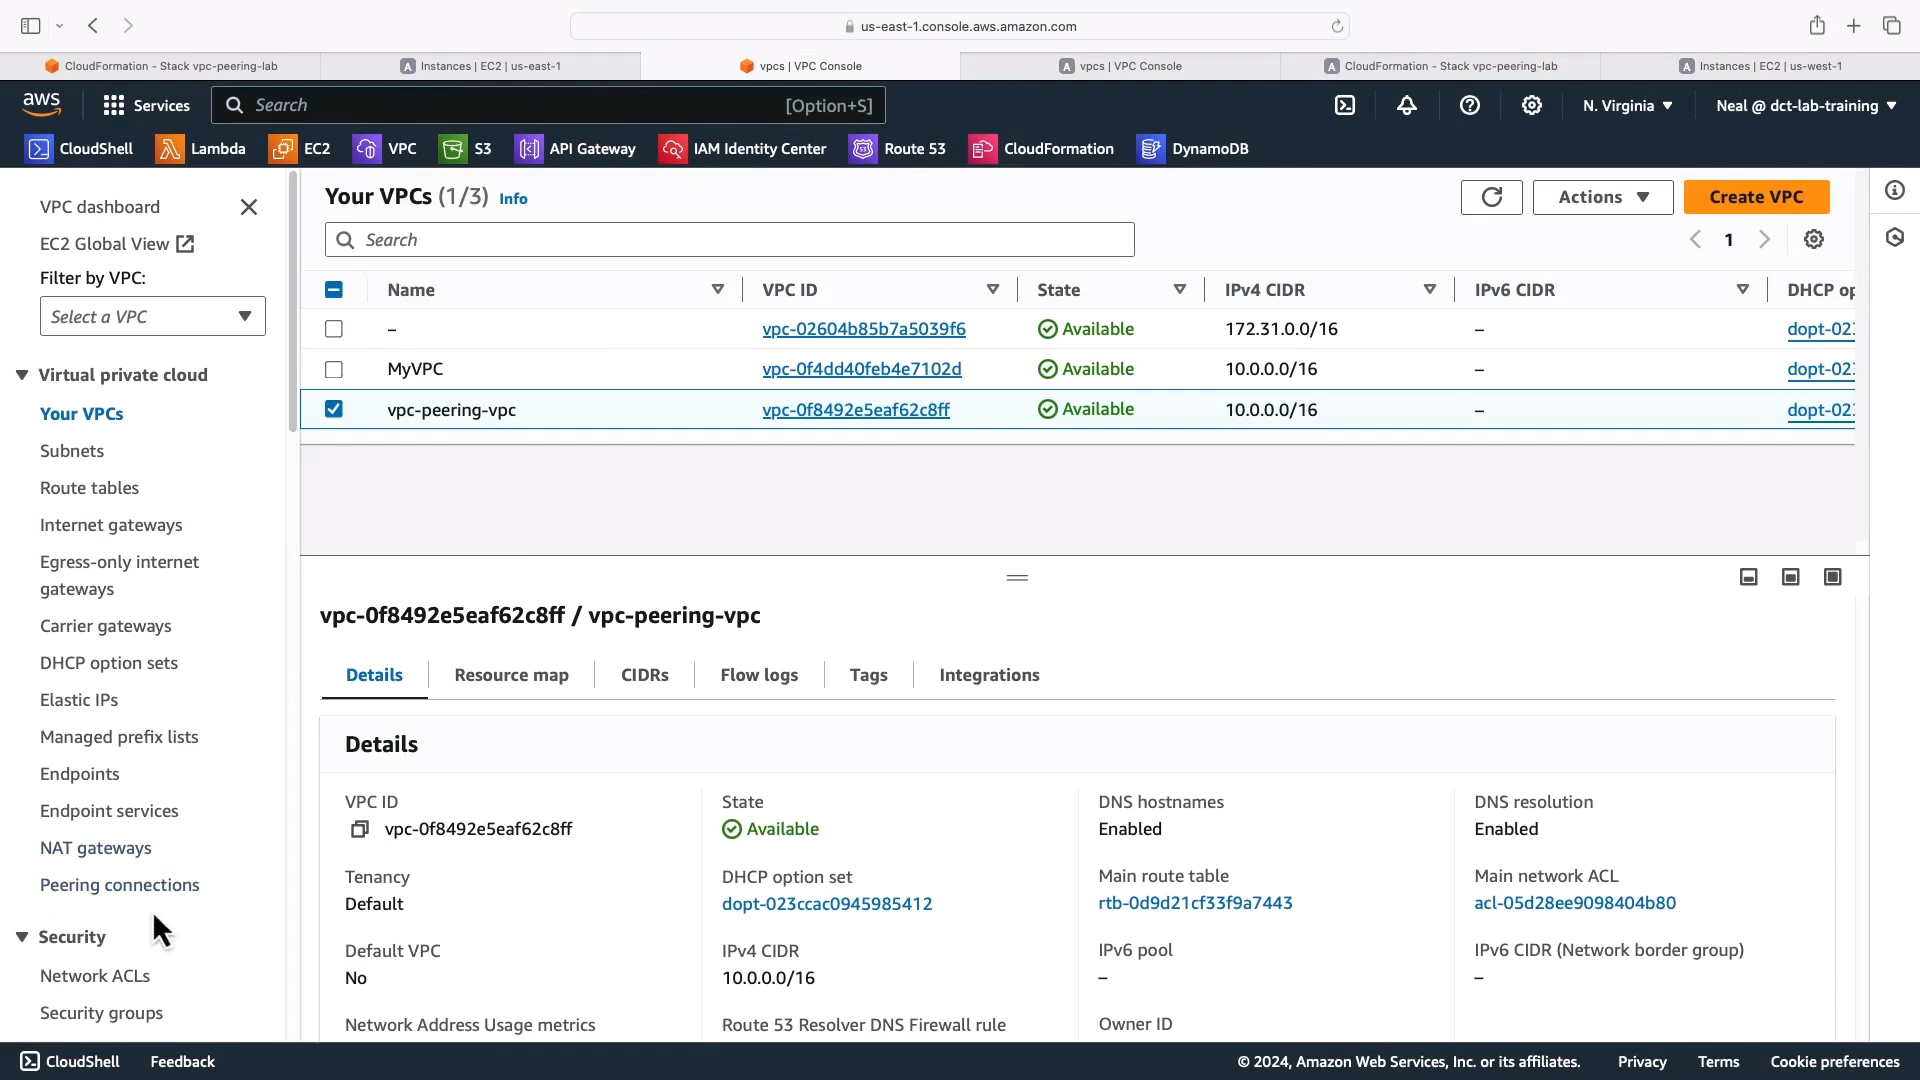 us-east-1.console.aws.amazon.com
CloudFormation - Stack vpc-peering-lab
Instances | EC2 | us-east-1
vpcs | VPC Console
vpcs | VPC Console
CloudFormation - Stack vpc-peering-lab
Instances | EC2 | us-west-1
aws
Services
Search
[Option+S]
N. Virginia
Neal @ dct-lab-training
CloudShell
Lambda
EC2
VPC
S3
API Gateway
IAM Identity Center
Route 53
CloudFormation
DynamoDB
VPC dashboard
EC2 Global View
Filter by VPC:
Select a VPC
Virtual private cloud
Your VPCs
Subnets
Route tables
Internet gateways
Egress-only internet
gateways
Carrier gateways
DHCP option sets
Elastic IPs
Managed prefix lists
Endpoints
Endpoint services
NAT gateways
Peering connections
Security
Network ACLs
Security groups
Your VPCs (1/3) Info
Actions
Create VPC
Search
1
Name VPC ID State IPv4 CIDR IPv6 CIDR DHCP op
– vpc-02604b85b7a5039f6 Available 172.31.0.0/16 – dopt-02
MyVPC vpc-0f4dd40feb4e7102d Available 10.0.0.0/16 – dopt-02
vpc-peering-vpc vpc-0f8492e5eaf62c8ff Available 10.0.0.0/16 – dopt-02
vpc-0f8492e5eaf62c8ff / vpc-peering-vpc
Details Resource map CIDRs Flow logs Tags Integrations
Details
VPC ID
vpc-0f8492e5eaf62c8ff
State
Available
DNS hostnames
Enabled
DNS resolution
Enabled
Tenancy
Default
DHCP option set
dopt-023ccac0945985412
Main route table
rtb-0d9d21cf33f9a7443
Main network ACL
acl-05d28ee9098404b80
Default VPC
No
IPv4 CIDR
10.0.0.0/16
IPv6 pool
–
IPv6 CIDR (Network border group)
–
Network Address Usage metrics
Route 53 Resolver DNS Firewall rule
Owner ID
CloudShell
Feedback
© 2024, Amazon Web Services, Inc. or its affiliates.
Privacy
Terms
Cookie preferences